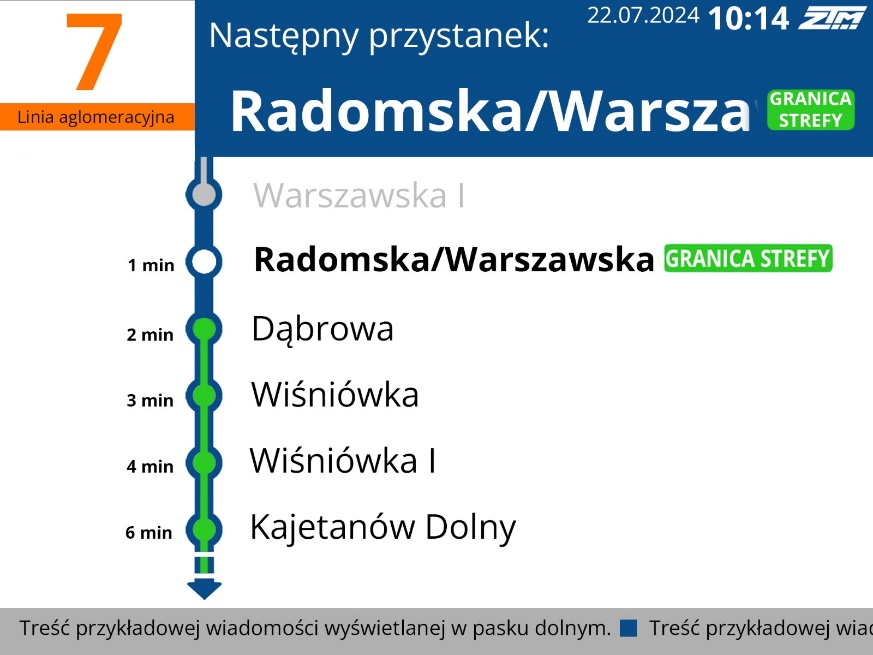 7
Linia aglomeracyjna
Następny przystanek:
22.07.2024 10:14 ZTM
Radomska/Warsza
GRANICA
STREFY
Warszawska I
1 min Radomska/Warszawska GRANICA STREFY
2 min Dąbrowa
3 min Wiśniówka
4 min Wiśniówka I
6 min Kajetanów Dolny
Treść przykładowej wiadomości wyświetlanej w pasku dolnym. Treść przykładowej wiad